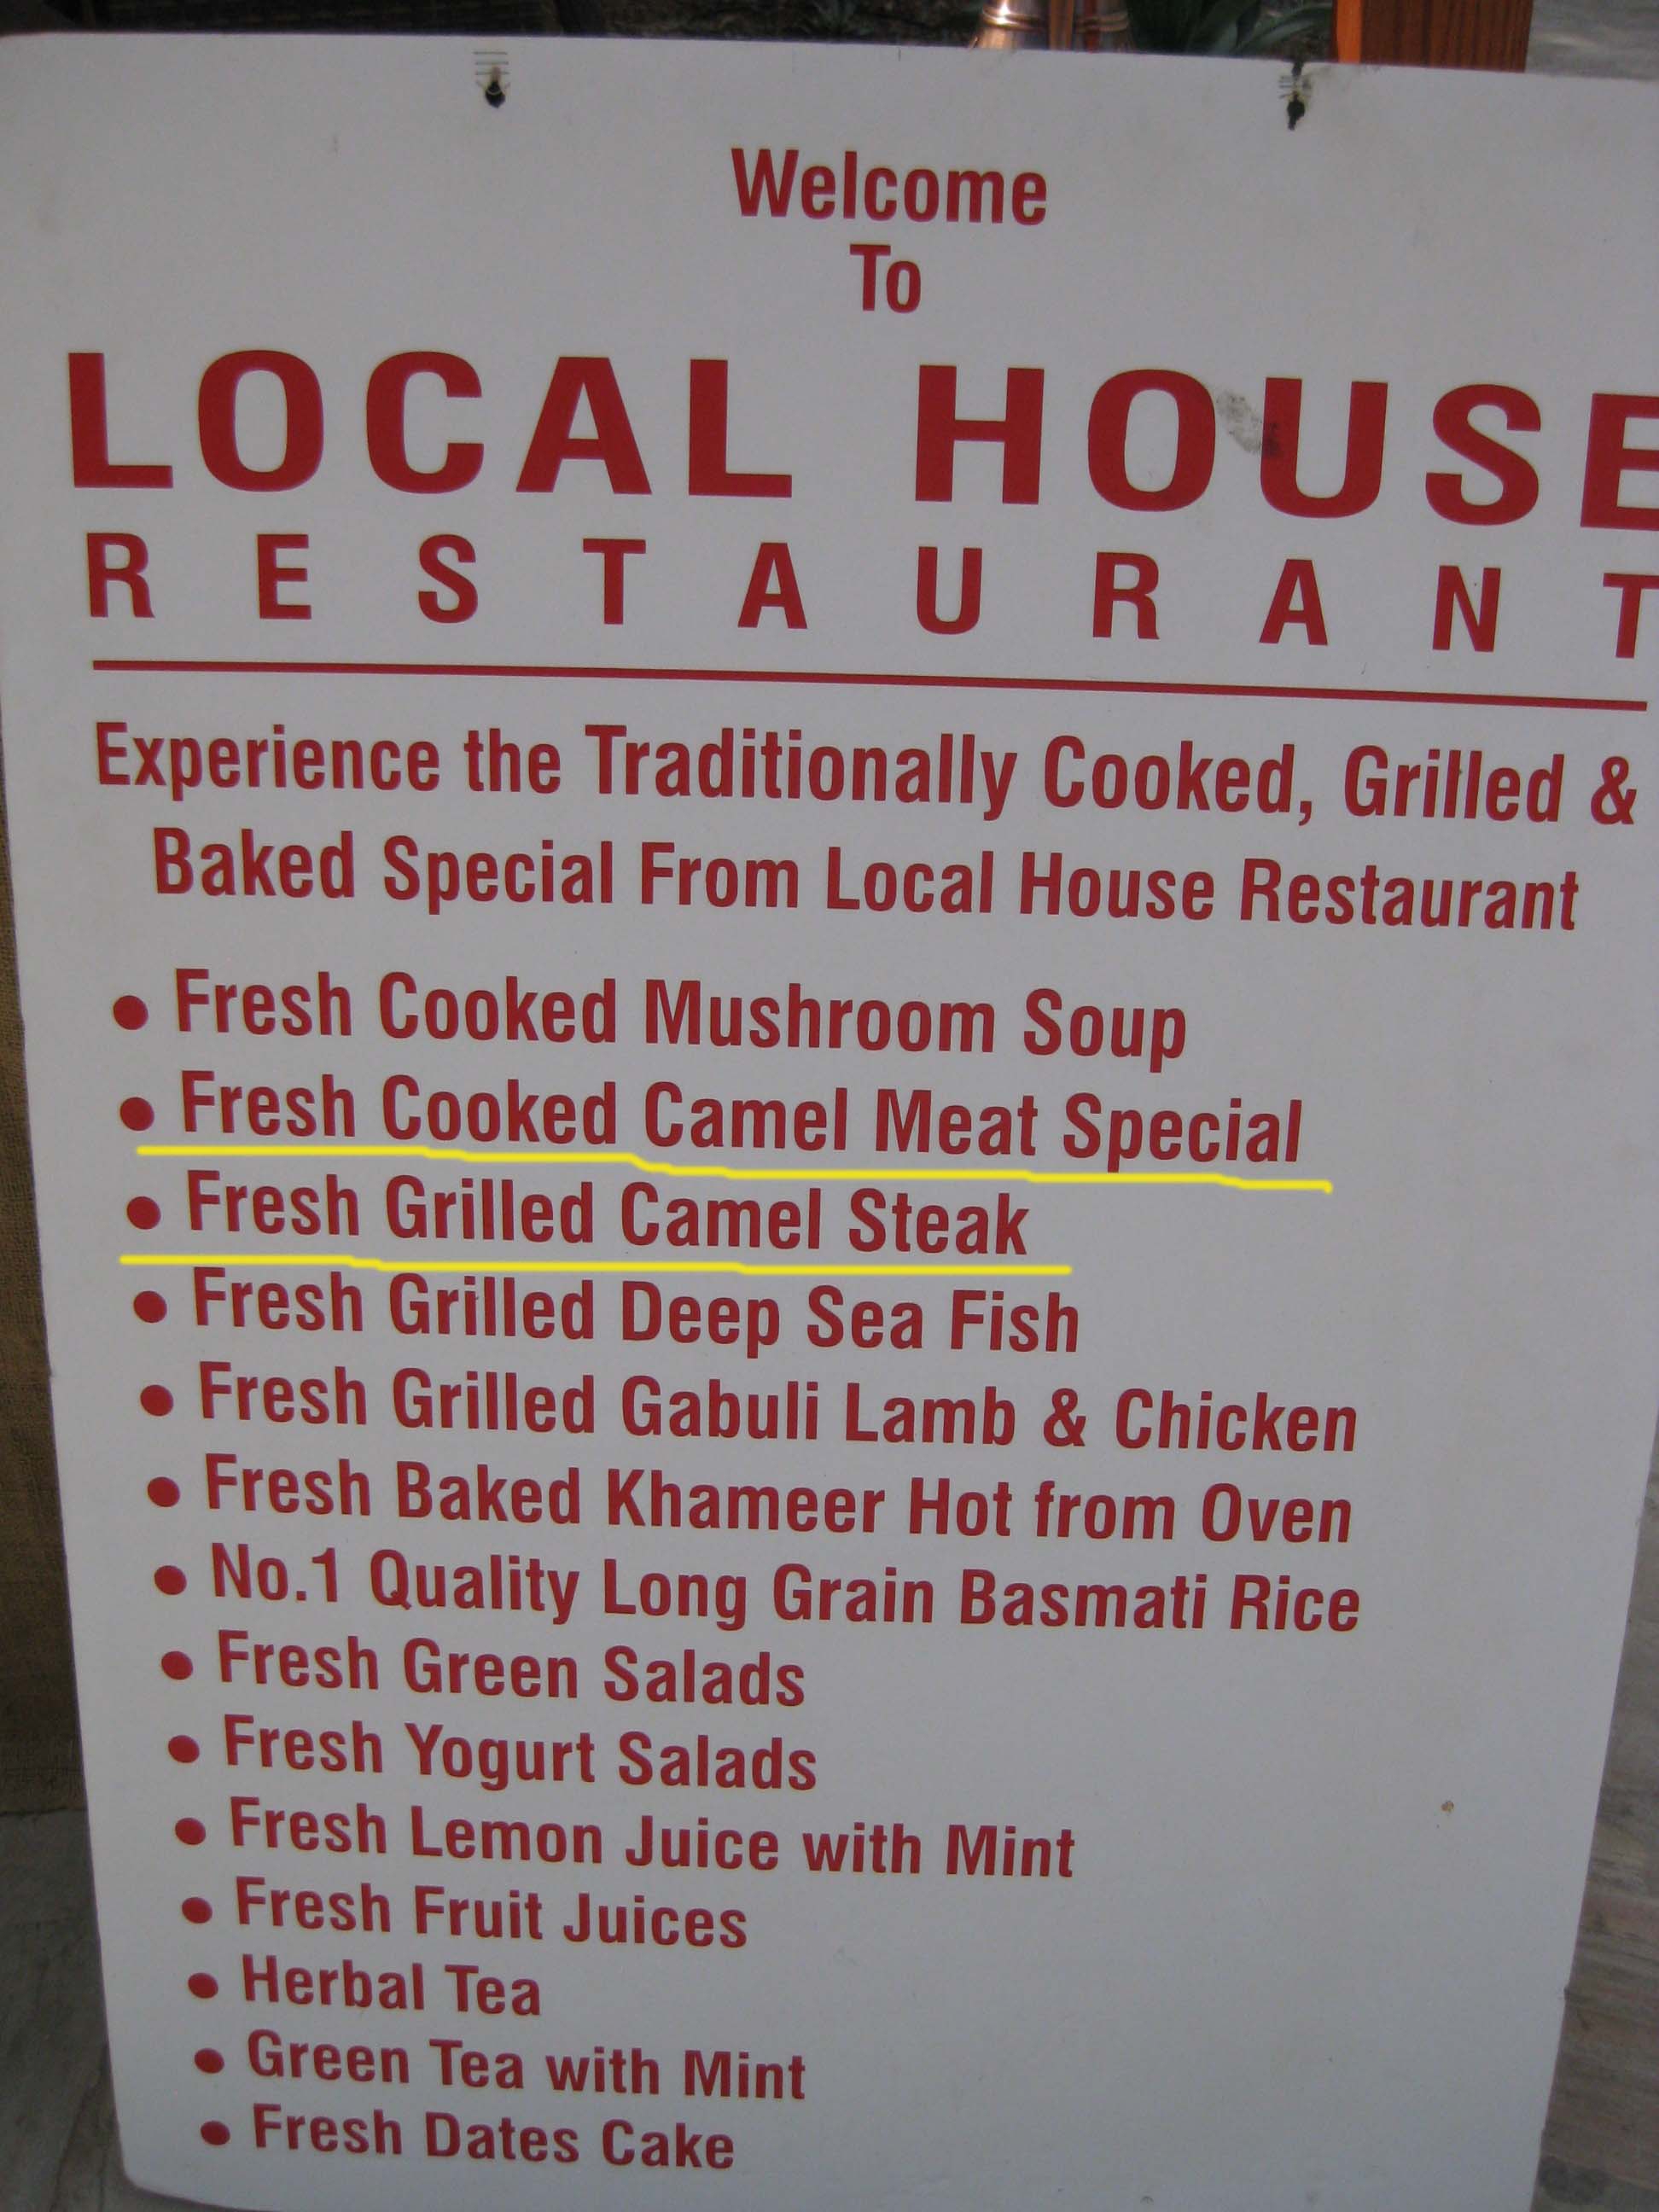 Welcome
To
LOCAL HOUSE
RESTAURANT
Experience the Traditionally Cooked, Grilled &
Baked Special From Local House Restaurant
• Fresh Cooked Mushroom Soup
• Fresh Cooked Camel Meat Special
• Fresh Grilled Camel Steak
• Fresh Grilled Deep Sea Fish
• Fresh Grilled Gabuli Lamb & Chicken
• Fresh Baked Khameer Hot from Oven
• No.1 Quality Long Grain Basmati Rice
• Fresh Green Salads
• Fresh Yogurt Salads
• Fresh Lemon Juice with Mint
• Fresh Fruit Juices
• Herbal Tea
• Green Tea with Mint
• Fresh Dates Cake